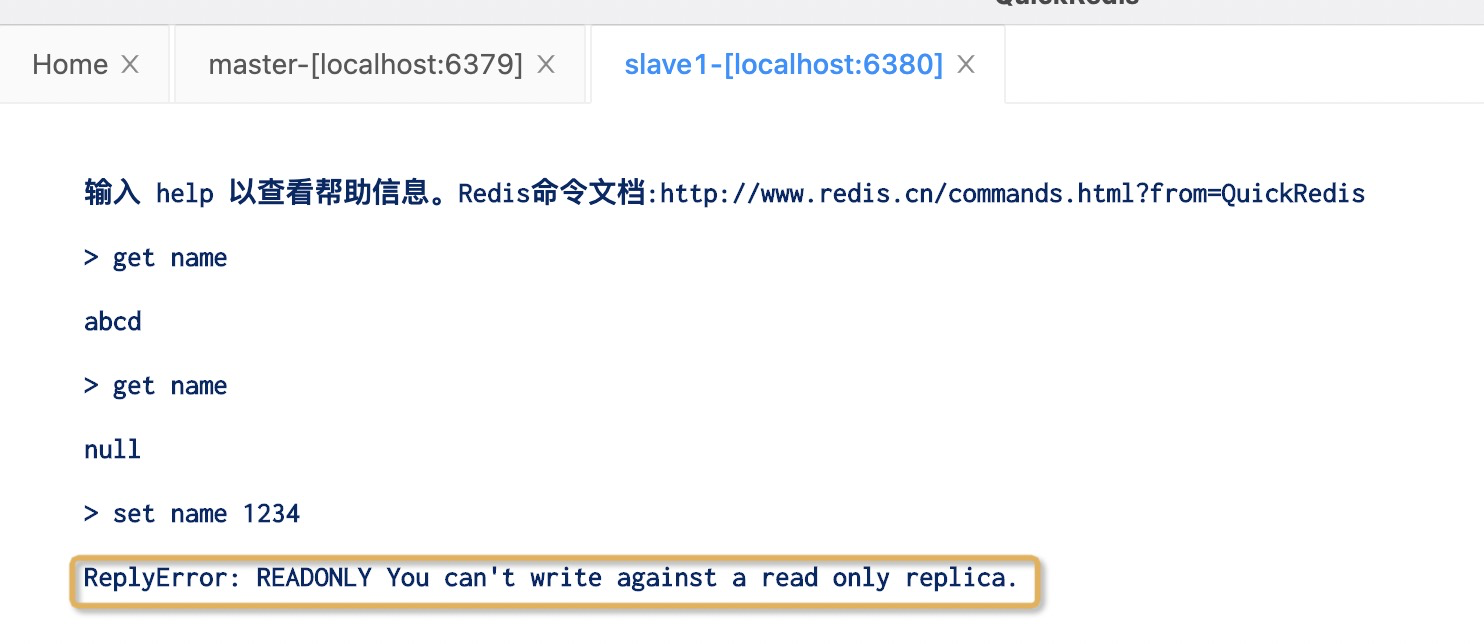 QuickRedis
Home X master-[localhost:6379] X slave1-[localhost:6380] X
输入 help 以查看帮助信息。Redis命令文档:http://www.redis.cn/commands.html?from=QuickRedis
> get name
abcd
> get name
null
> set name 1234
ReplyError: READONLY You can't write against a read only replica.